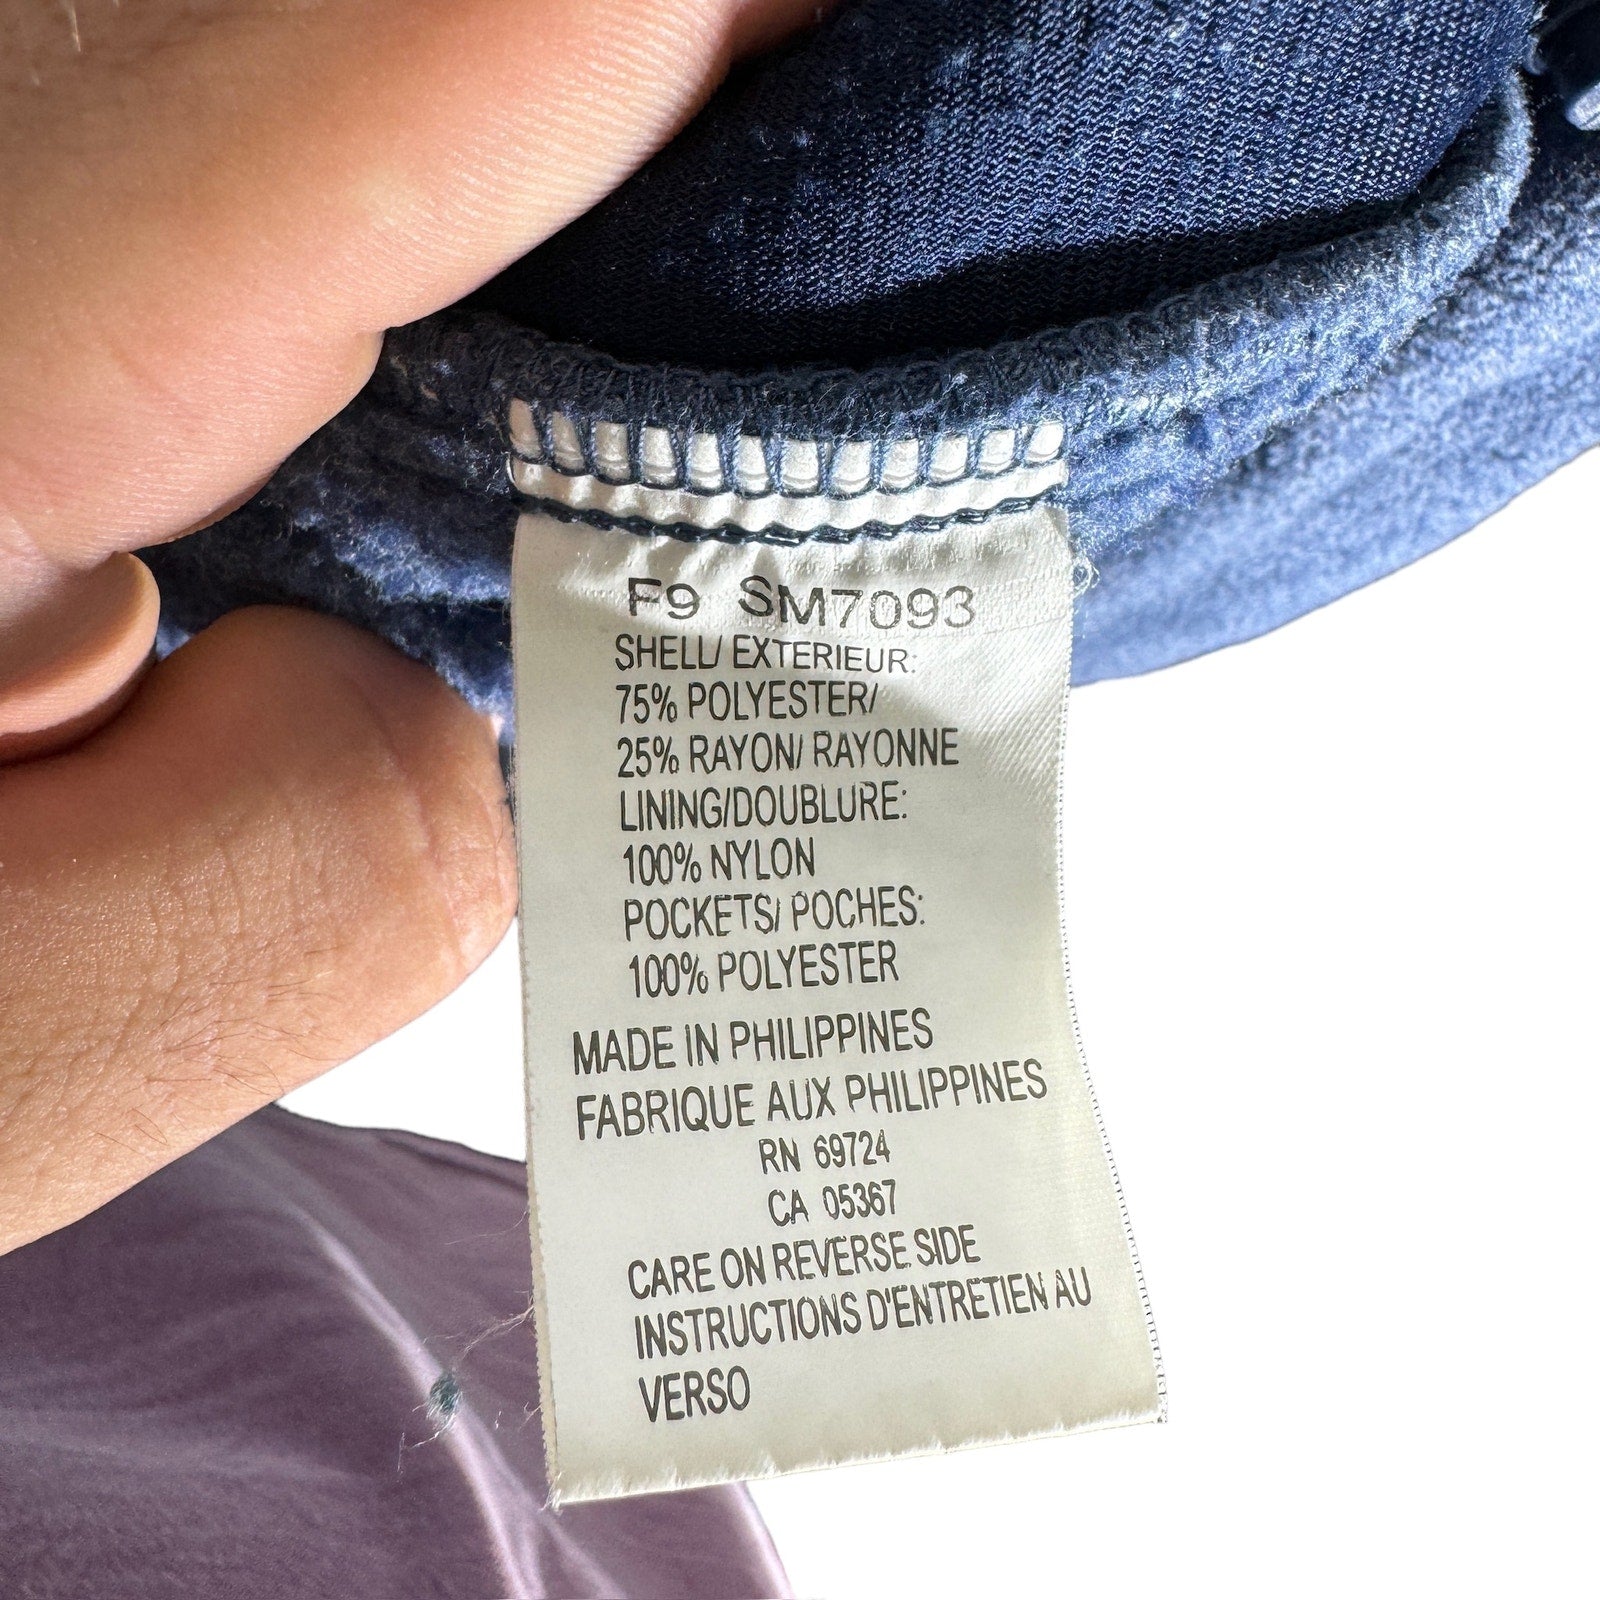 F9 SM7093
SHELL/ EXTERIEUR:
75% POLYESTER/
25% RAYON/ RAYONNE
LINING/DOUBLURE:
100% NYLON
POCKETS/ POCHES:
100% POLYESTER
MADE IN PHILIPPINES
FABRIQUE AUX PHILIPPINES
RN 69724
CA 05367
CARE ON REVERSE SIDE
INSTRUCTIONS D'ENTRETIEN AU
VERSO